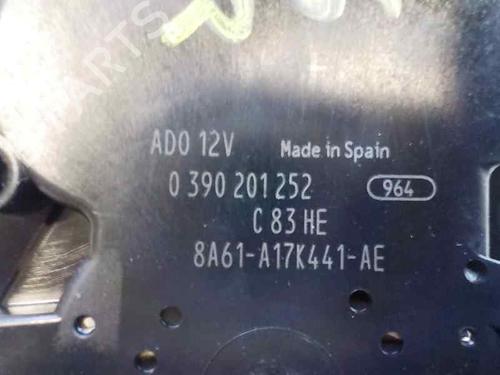 ADO 12V Made in Spain
0 390 201 252 964
C 83 HE
8A61-A17K441-AE